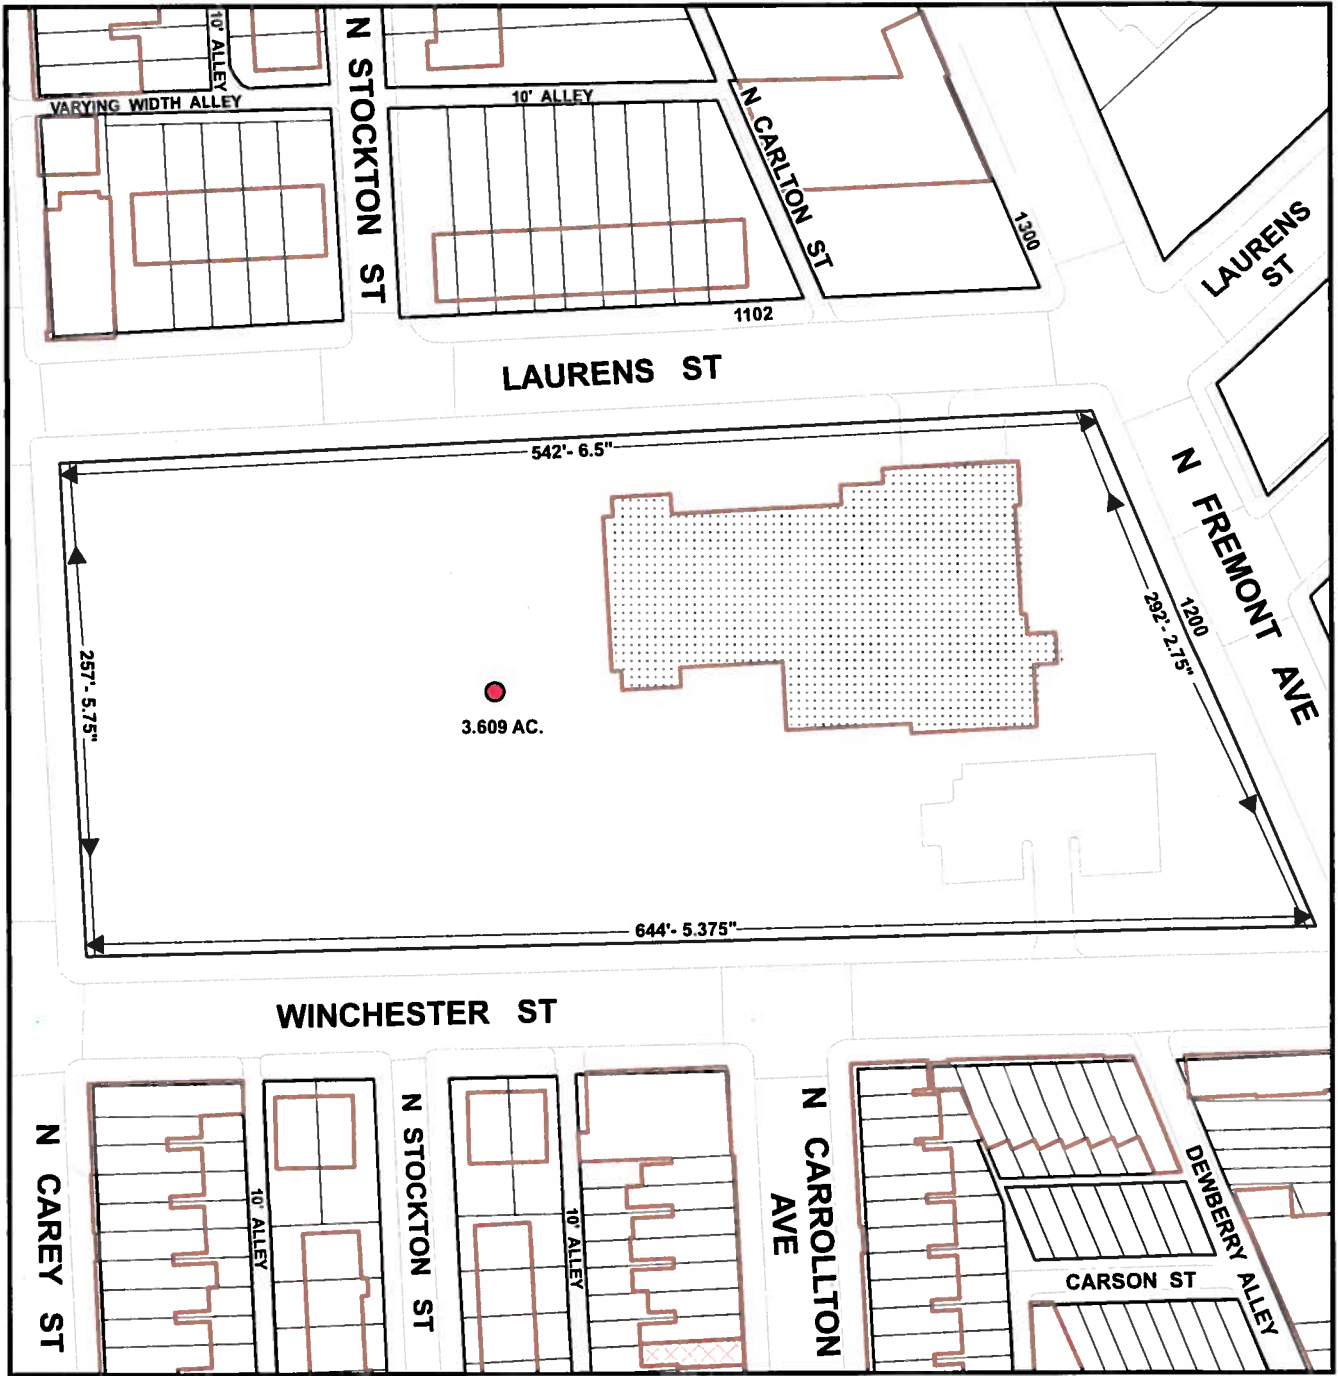 10' ALLEY
N STOCKTON ST
VARYING WIDTH ALLEY
10' ALLEY
N CARLTON ST
1300
LAURENS
ST
1102
LAURENS ST
542'- 6.5"
N FREMONT AVE
1200
292'- 2.75"
257'- 5.75"
3.609 AC.
644'- 5.375"
WINCHESTER ST
N CAREY ST
10' ALLEY
N STOCKTON ST
10' ALLEY
N CARROLLTON
AVE
DEWBERRY ALLEY
CARSON ST